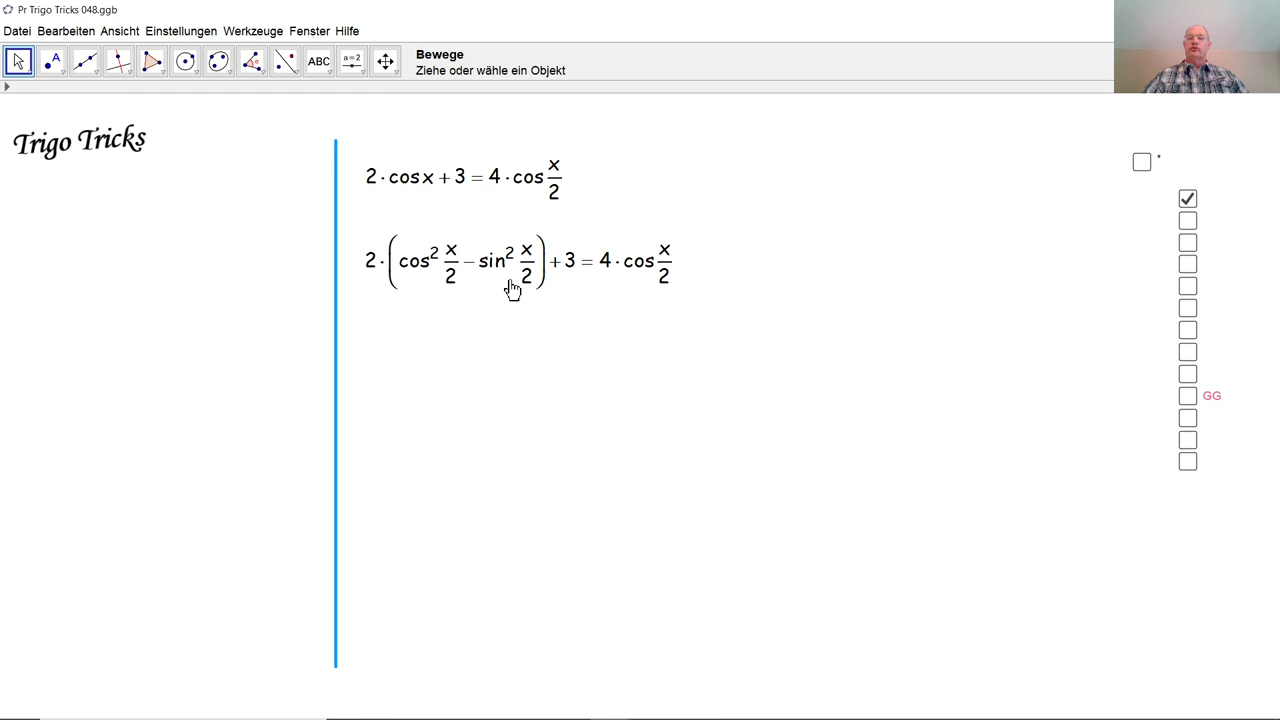 Pr Trigo Tricks 048.ggb
Datei Bearbeiten Ansicht Einstellungen Werkzeuge Fenster Hilfe
A ABC a=2 Bewege
Ziehe oder wähle ein Objekt
Trigo Tricks
2·cos x + 3 = 4·cos x/2
2·(cos² x/2 − sin² x/2) + 3 = 4·cos x/2
GG